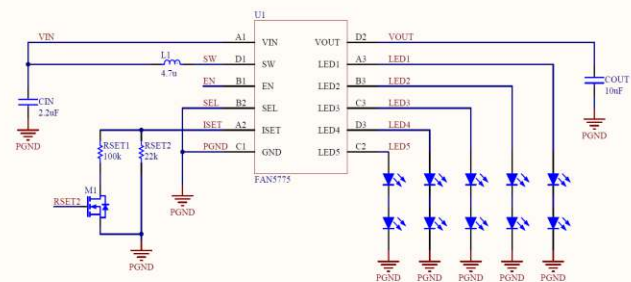 U1
VIN A1 VIN VOUT D2 VOUT
L1 SW D1 SW LED1 A3 LED1
4.7u
EN B1 EN LED2 B3 LED2
COUT
10uF
CIN
2.2uF
SEL B2 SEL LED3 C3 LED3
ISET A2 ISET LED4 D3 LED4
PGND
PGND
RSET1
100k
RSET2
22k
PGND C1 GND LED5 C2 LED5
FAN5775
M1
RSET2
PGND
PGND
PGND PGND PGND PGND PGND